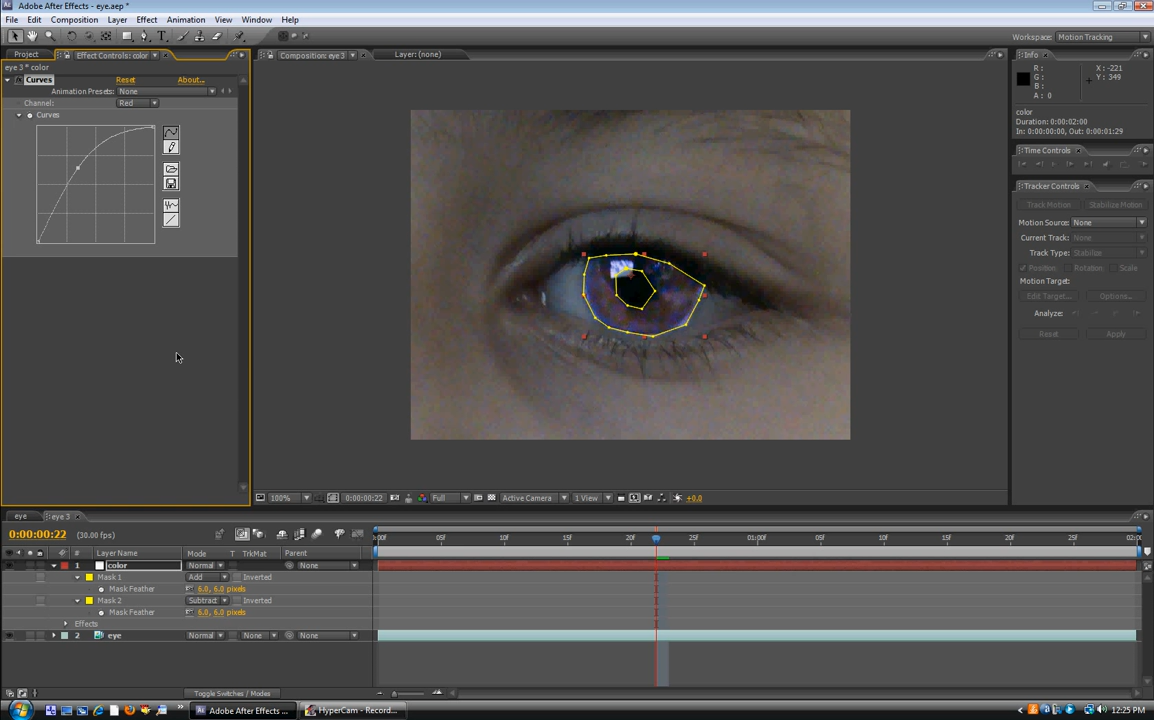 Adobe After Effects - eye.aep *
File Edit Composition Layer Effect Animation View Window Help
Workspace: Motion Tracking
Project Effect Controls: color
Composition: eye 3 Layer: (none)
Info
eye 3 * color
Curves Reset About...
Animation Presets: None
Channel: Red
Curves
R :
G :
B :
A : 0
X: -221
Y: 349
color
Duration: 0:00:02:00
In: 0:00:00:00, Out: 0:00:01:29
Time Controls
Tracker Controls
Track Motion Stabilize Motion
Motion Source: None
Current Track: None
Track Type: Stabilize
Position Rotation Scale
Motion Target:
Edit Target... Options...
Analyze:
Reset Apply
100% 0:00:00:22 Full Active Camera 1 View +0.0
eye eye 3
0:00:00:22 (30.00 fps)
:00f 05f 10f 15f 20f 25f 01:00f 05f 10f 15f 20f 25f 02:00
# Layer Name Mode T TrkMat Parent
1 color Normal None
Mask 1 Add Inverted
Mask Feather 6.0, 6.0 pixels
Mask 2 Subtract Inverted
Mask Feather 6.0, 6.0 pixels
Effects
2 eye Normal None None
Toggle Switches / Modes
Adobe After Effects ... HyperCam - Record... 12:25 PM